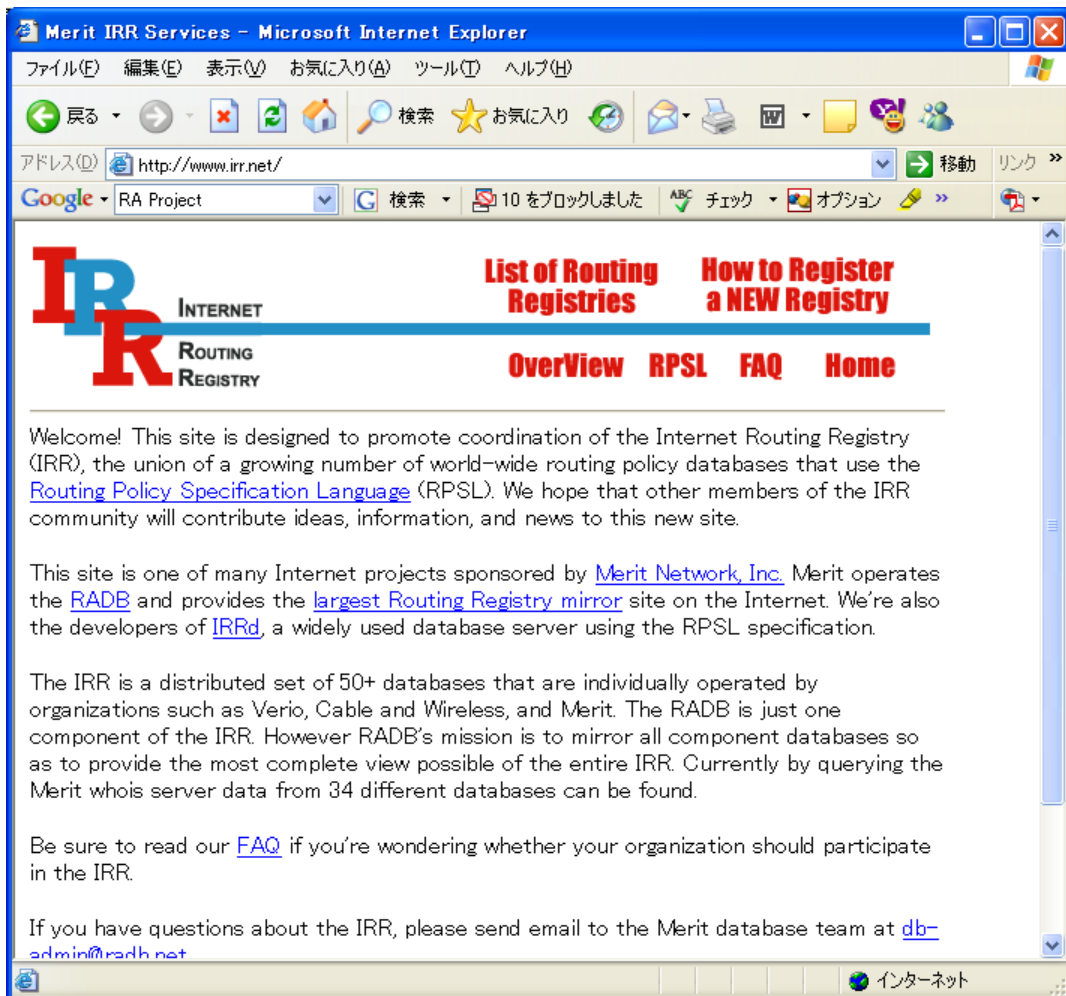 Merit IRR Services - Microsoft Internet Explorer
ファイル(F) 編集(E) 表示(V) お気に入り(A) ツール(T) ヘルプ(H)
戻る 検索 お気に入り
アドレス(D) http://www.irr.net/ 移動 リンク »
Google RA Project G 検索 10 をブロックしました ABC チェック オプション »
IRR
INTERNET
ROUTING
REGISTRY
List of Routing Registries
How to Register a NEW Registry
OverView RPSL FAQ Home
Welcome! This site is designed to promote coordination of the Internet Routing Registry
(IRR), the union of a growing number of world-wide routing policy databases that use the
Routing Policy Specification Language (RPSL). We hope that other members of the IRR
community will contribute ideas, information, and news to this new site.
This site is one of many Internet projects sponsored by Merit Network, Inc. Merit operates
the RADB and provides the largest Routing Registry mirror site on the Internet. We're also
the developers of IRRd, a widely used database server using the RPSL specification.
The IRR is a distributed set of 50+ databases that are individually operated by
organizations such as Verio, Cable and Wireless, and Merit. The RADB is just one
component of the IRR. However RADB's mission is to mirror all component databases so
as to provide the most complete view possible of the entire IRR. Currently by querying the
Merit whois server data from 34 different databases can be found.
Be sure to read our FAQ if you're wondering whether your organization should participate
in the IRR.
If you have questions about the IRR, please send email to the Merit database team at db-
admin@radb.net
インターネット